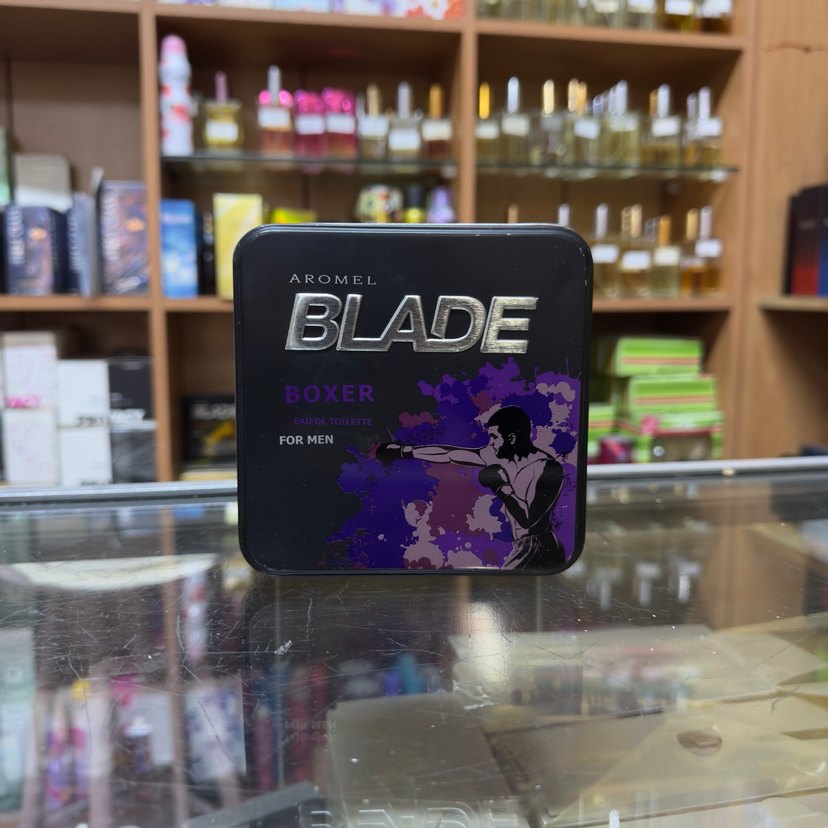 AROMEL
BLADE
BOXER
EAU DE TOILETTE
FOR MEN